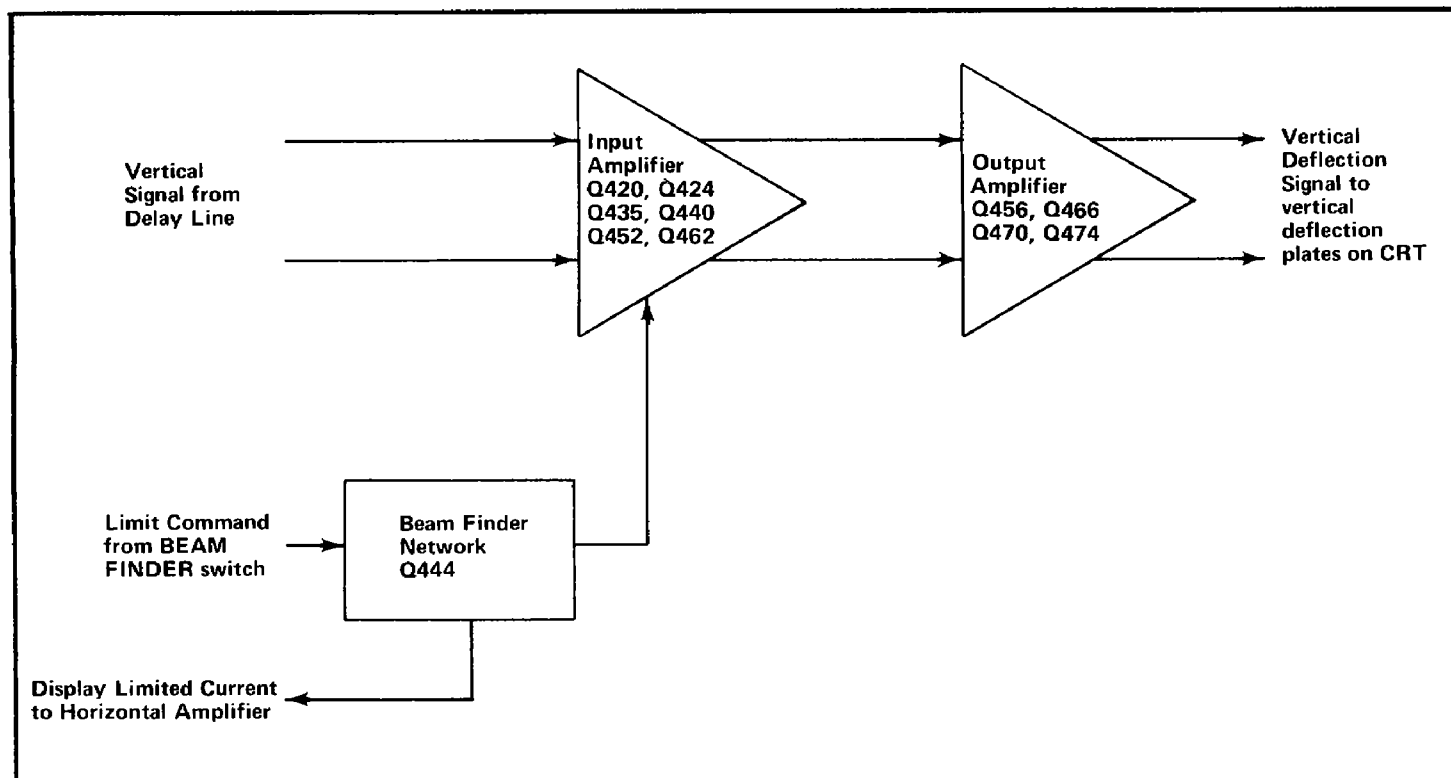 Vertical
Signal from
Delay Line
Input
Amplifier
Q420, Q424
Q435, Q440
Q452, Q462
Output
Amplifier
Q456, Q466
Q470, Q474
Vertical
Deflection
Signal to
vertical
deflection
plates on CRT
Limit Command
from BEAM
FINDER switch
Beam Finder
Network
Q444
Display Limited Current
to Horizontal Amplifier